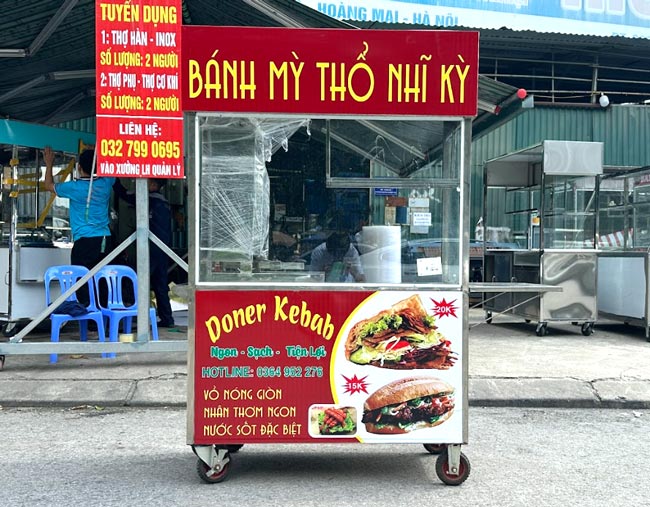 HOÀNG MAI - HÀ NỘI
TUYỂN DỤNG
1: THỢ HÀN - INOX
SỐ LƯỢNG: 2 NGƯỜI
2: THỢ PHỤ - THỢ CƠ KHÍ
SỐ LƯỢNG: 2 NGƯỜI
LIÊN HỆ:
032 799 0695
VÀO XƯỞNG LH QUẢN LÝ
BÁNH MỲ THỔ NHĨ KỲ
Doner Kebab
Ngon - Sạch - Tiện Lợi
HOTLINE: 0364 982 278
VỎ NÓNG GIÒN
NHÂN THƠM NGON
NƯỚC SỐT ĐẶC BIỆT
20K
15K